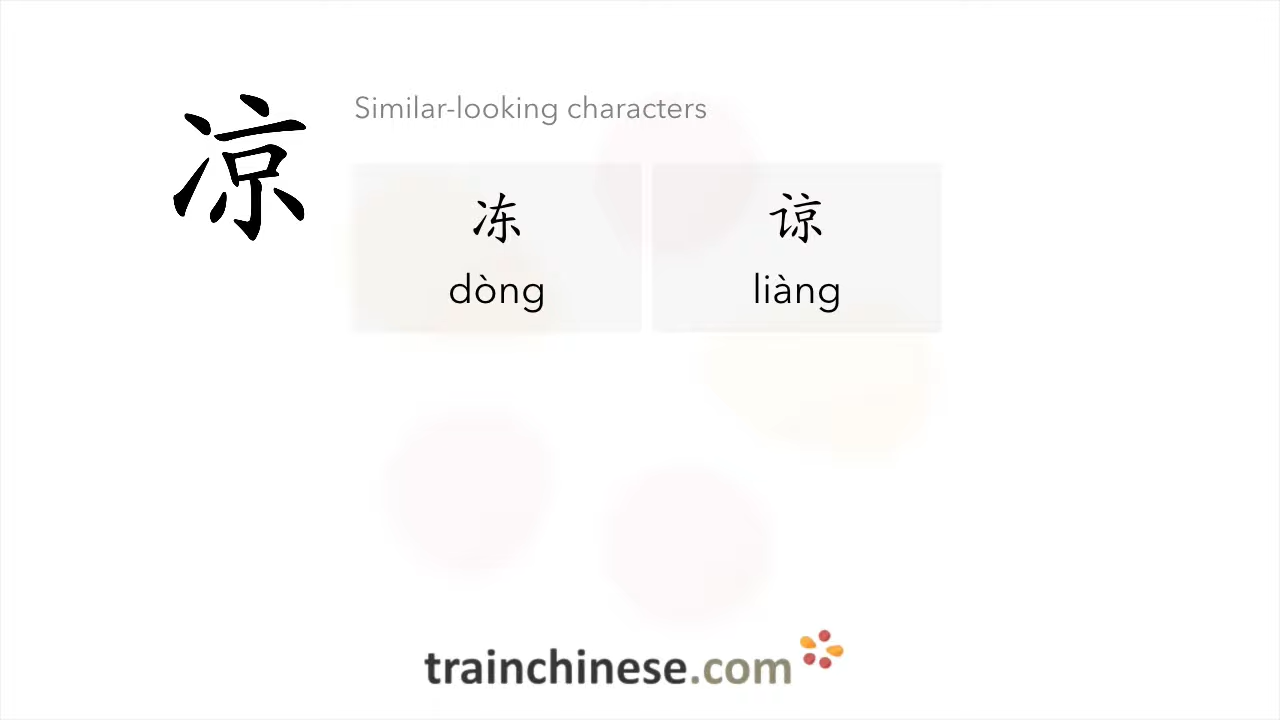 凉
Similar-looking characters
冻 谅
dòng liàng
trainchinese.com